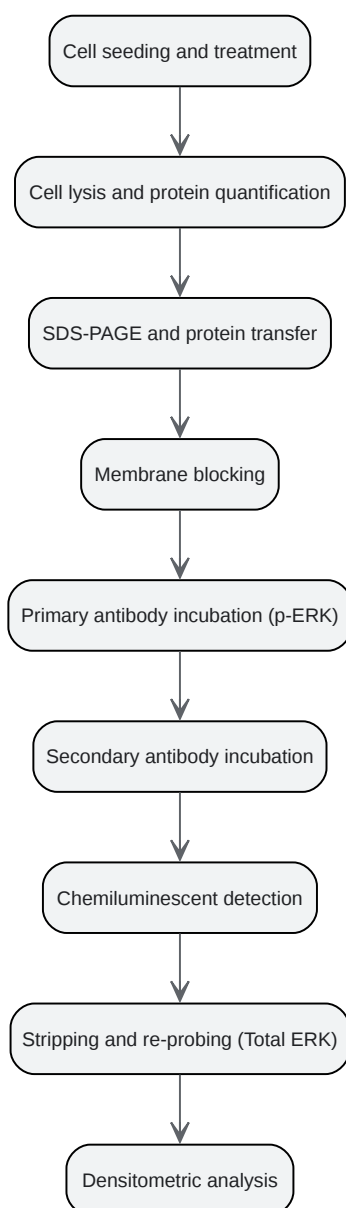 Cell seeding and treatment
Cell lysis and protein quantification
SDS-PAGE and protein transfer
Membrane blocking
Primary antibody incubation (p-ERK)
Secondary antibody incubation
Chemiluminescent detection
Stripping and re-probing (Total ERK)
Densitometric analysis